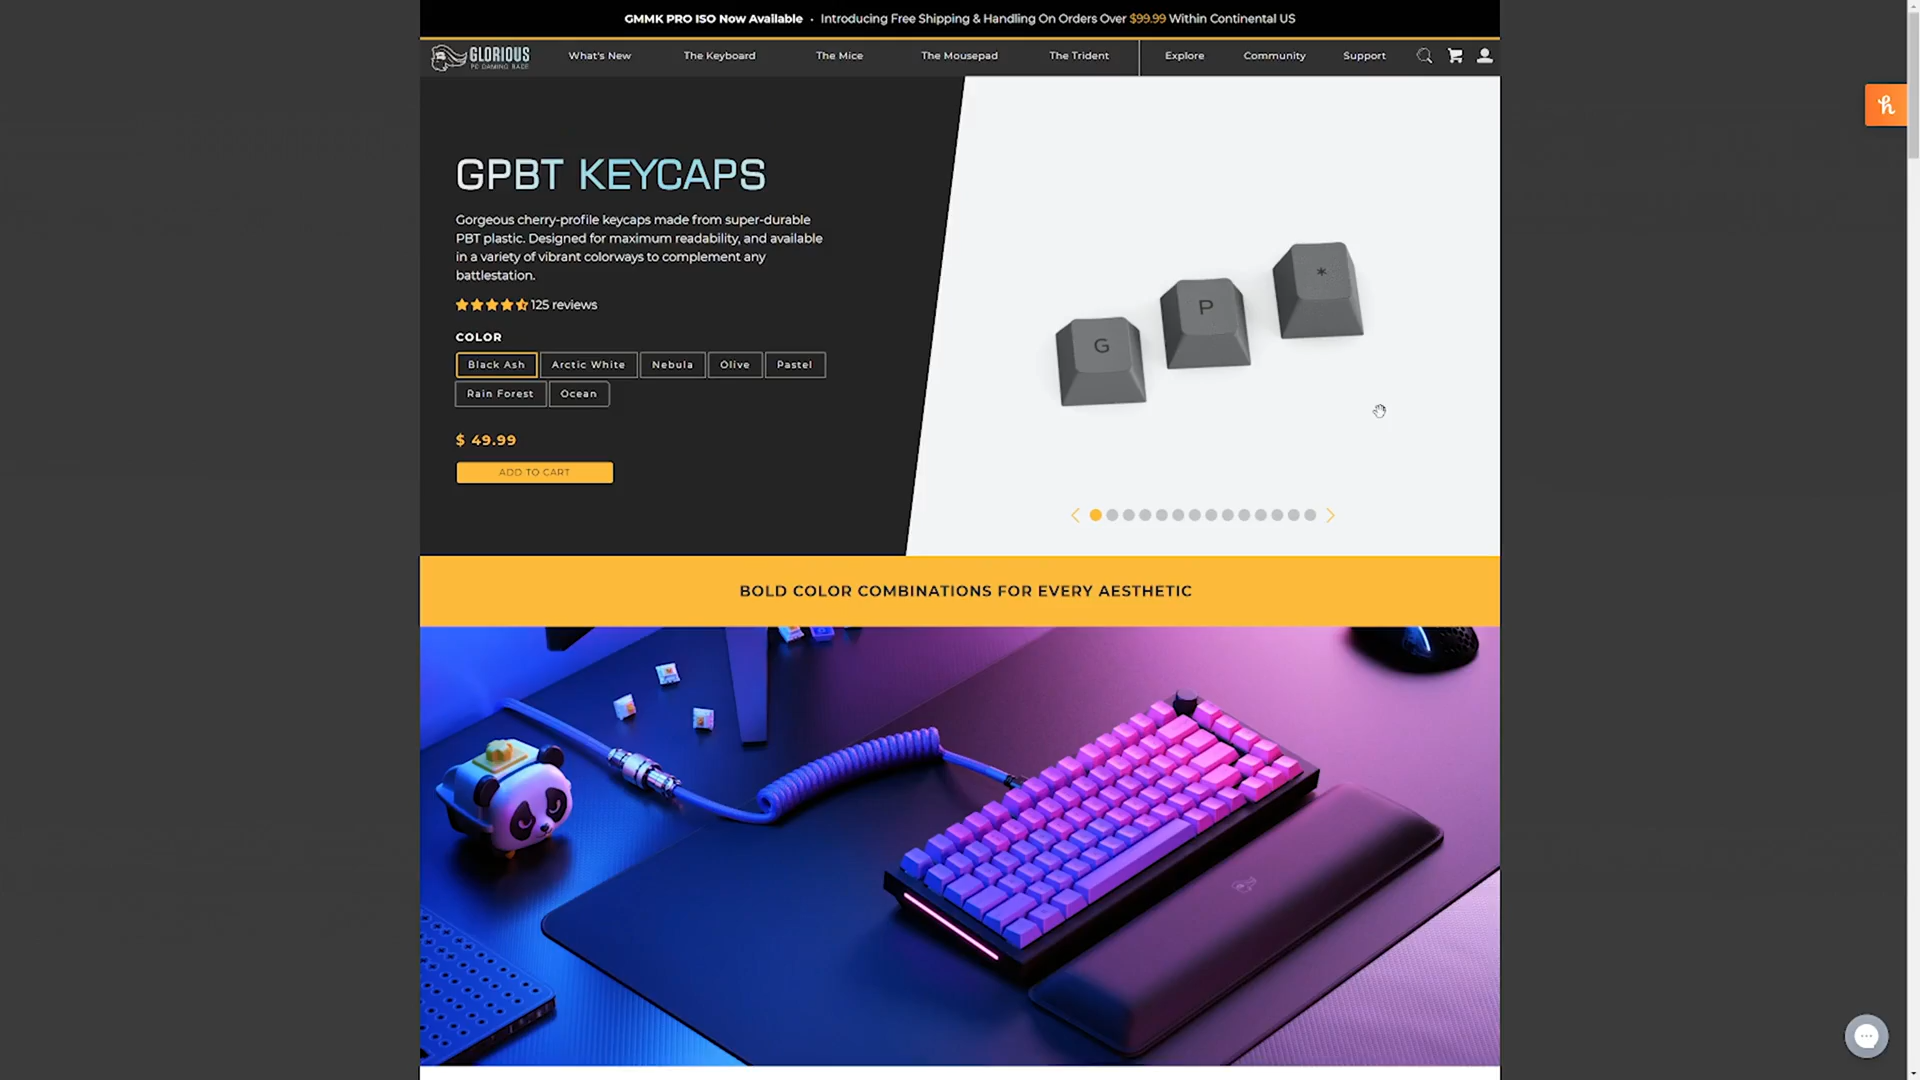 GMMK PRO ISO Now Available · Introducing Free Shipping & Handling On Orders Over $99.99 Within Continental US
GLORIOUS
PC GAMING RACE
What's New
The Keyboard
The Mice
The Mousepad
The Trident
Explore
Community
Support
GPBT KEYCAPS
Gorgeous cherry-profile keycaps made from super-durable
PBT plastic. Designed for maximum readability, and available
in a variety of vibrant colorways to complement any
battlestation.
125 reviews
COLOR
Black Ash
Arctic White
Nebula
Olive
Pastel
Rain Forest
Ocean
$ 49.99
ADD TO CART
G
P
*
BOLD COLOR COMBINATIONS FOR EVERY AESTHETIC